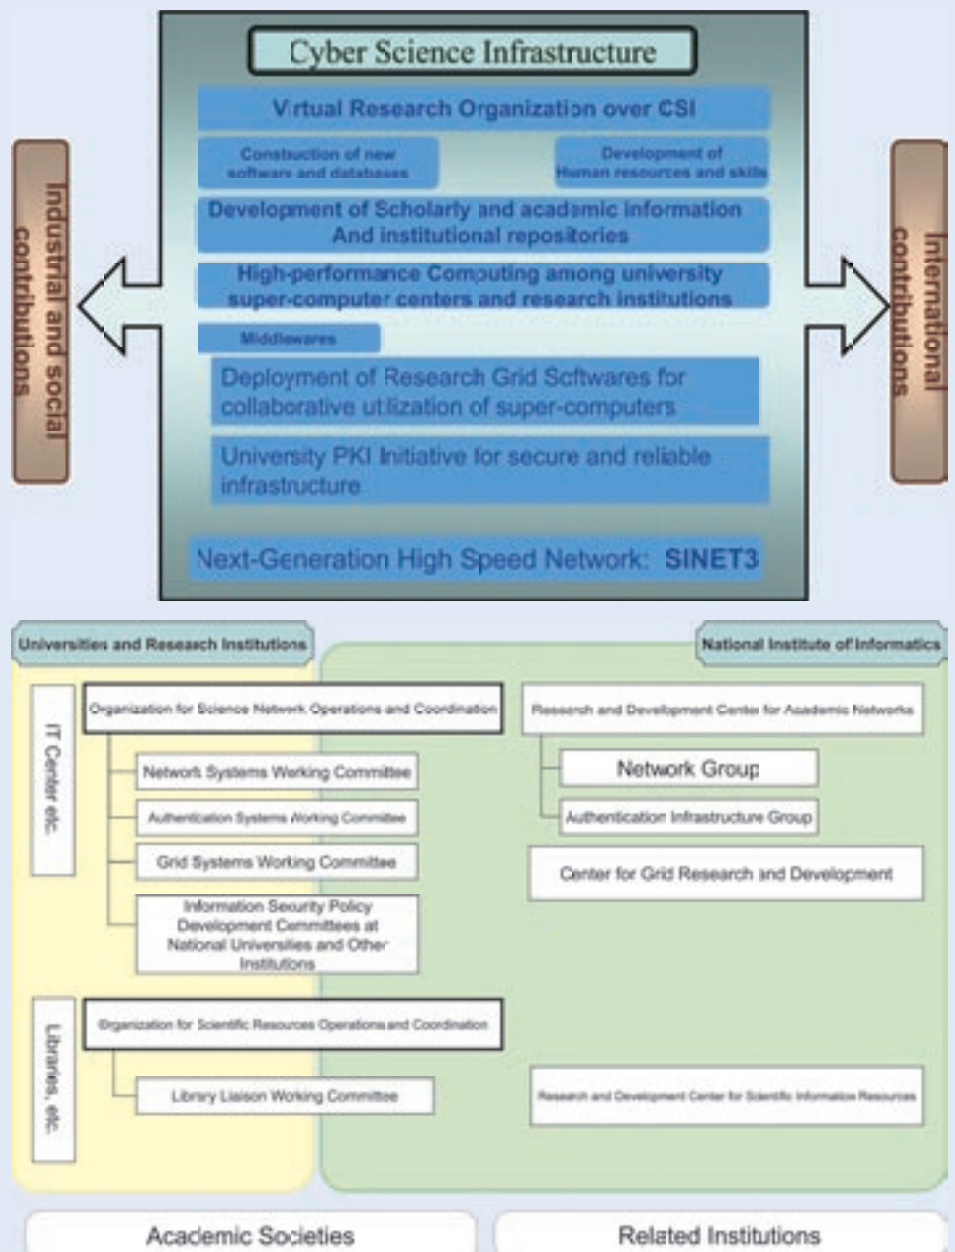 Cyber Science Infrastructure
Virtual Research Organization over CSI
Construction of new
software and databases
Development of
Human resources and skills
Development of Scholarly and academic information
And institutional repositories
High-performance Computing among university
super-computer centers and research institutions
Middlewares
Deployment of Research Grid Softwares for
collaborative utilization of super-computers
University PKI Initiative for secure and reliable
infrastructure
Next-Generation High Speed Network: SINET3
Industrial and social
contributions
International
contributions
Universities and Research Institutions
National Institute of Informatics
IT Center etc.
Organization for Science Network Operations and Coordination
Network Systems Working Committee
Authentication Systems Working Committee
Grid Systems Working Committee
Information Security Policy
Development Committees at
National Universities and Other
Institutions
Research and Development Center for Academic Networks
Network Group
Authentication Infrastructure Group
Center for Grid Research and Development
Libraries, etc.
Organization for Scientific Resources Operations and Coordination
Library Liaison Working Committee
Research and Development Center for Scientific Information Resources
Academic Societies
Related Institutions